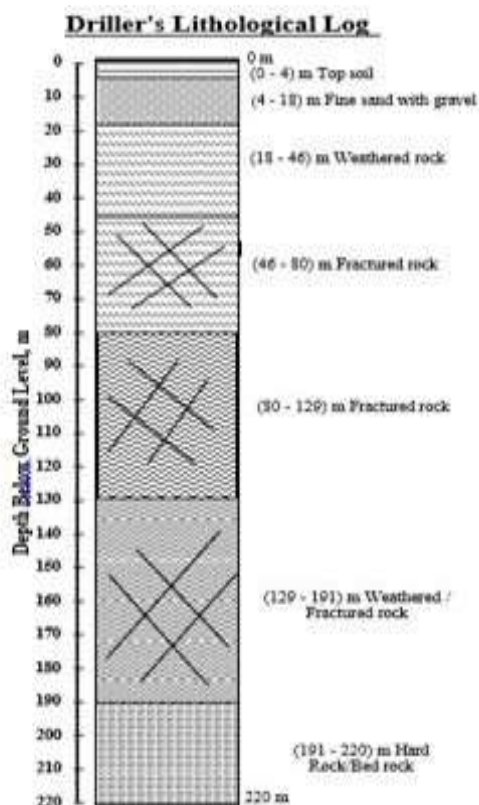 Driller's Lithological Log
0 m
0
(0 - 4) m Top soil
10
(4 - 18) m Fine sand with gravel
20
30
(18 - 46) m Weathered rock
40
50
60
(46 - 80) m Fractured rock
70
80
90
100
(80 - 129) m Fractured rock
110
120
130
140
150
160
(129 - 191) m Weathered /
Fractured rock
170
180
190
200
210
(191 - 220) m Hard
Rock/Bed rock
220
220 m
Depth Below Ground Level, m